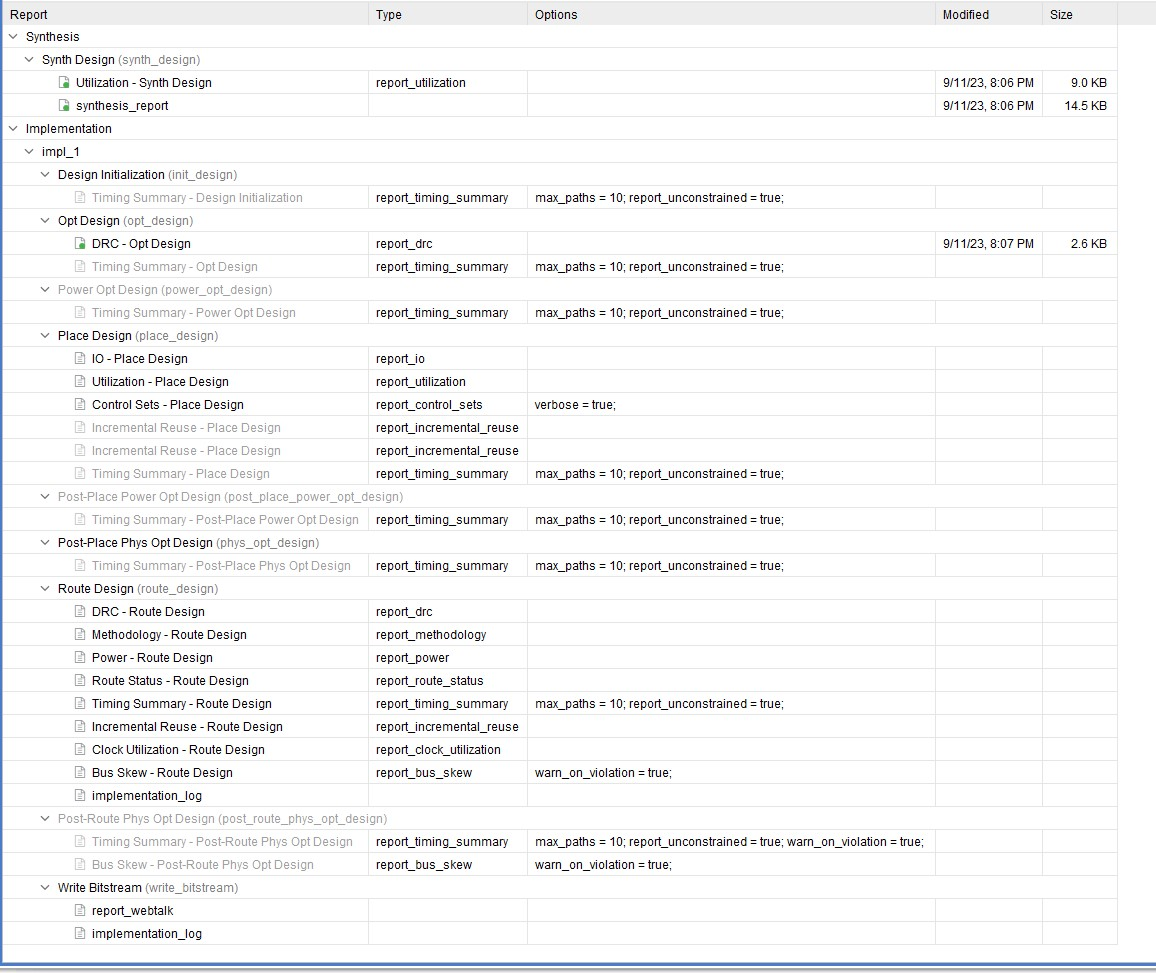 Report Type Options Modified Size
Synthesis
Synth Design (synth_design)
Utilization - Synth Design report_utilization 9/11/23, 8:06 PM 9.0 KB
synthesis_report 9/11/23, 8:06 PM 14.5 KB
Implementation
impl_1
Design Initialization (init_design)
Timing Summary - Design Initialization report_timing_summary max_paths = 10; report_unconstrained = true;
Opt Design (opt_design)
DRC - Opt Design report_drc 9/11/23, 8:07 PM 2.6 KB
Timing Summary - Opt Design report_timing_summary max_paths = 10; report_unconstrained = true;
Power Opt Design (power_opt_design)
Timing Summary - Power Opt Design report_timing_summary max_paths = 10; report_unconstrained = true;
Place Design (place_design)
IO - Place Design report_io
Utilization - Place Design report_utilization
Control Sets - Place Design report_control_sets verbose = true;
Incremental Reuse - Place Design report_incremental_reuse
Incremental Reuse - Place Design report_incremental_reuse
Timing Summary - Place Design report_timing_summary max_paths = 10; report_unconstrained = true;
Post-Place Power Opt Design (post_place_power_opt_design)
Timing Summary - Post-Place Power Opt Design report_timing_summary max_paths = 10; report_unconstrained = true;
Post-Place Phys Opt Design (phys_opt_design)
Timing Summary - Post-Place Phys Opt Design report_timing_summary max_paths = 10; report_unconstrained = true;
Route Design (route_design)
DRC - Route Design report_drc
Methodology - Route Design report_methodology
Power - Route Design report_power
Route Status - Route Design report_route_status
Timing Summary - Route Design report_timing_summary max_paths = 10; report_unconstrained = true;
Incremental Reuse - Route Design report_incremental_reuse
Clock Utilization - Route Design report_clock_utilization
Bus Skew - Route Design report_bus_skew warn_on_violation = true;
implementation_log
Post-Route Phys Opt Design (post_route_phys_opt_design)
Timing Summary - Post-Route Phys Opt Design report_timing_summary max_paths = 10; report_unconstrained = true; warn_on_violation = true;
Bus Skew - Post-Route Phys Opt Design report_bus_skew warn_on_violation = true;
Write Bitstream (write_bitstream)
report_webtalk
implementation_log